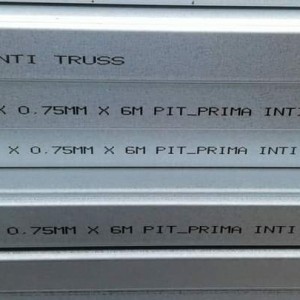 NTI TRUSS
X 0.75MM X 6M PIT_PRIMA INTI
X 0.75MM X 6M PIT_PRIMA INTI
0.75MM X 6M PIT_PRIMA INTI